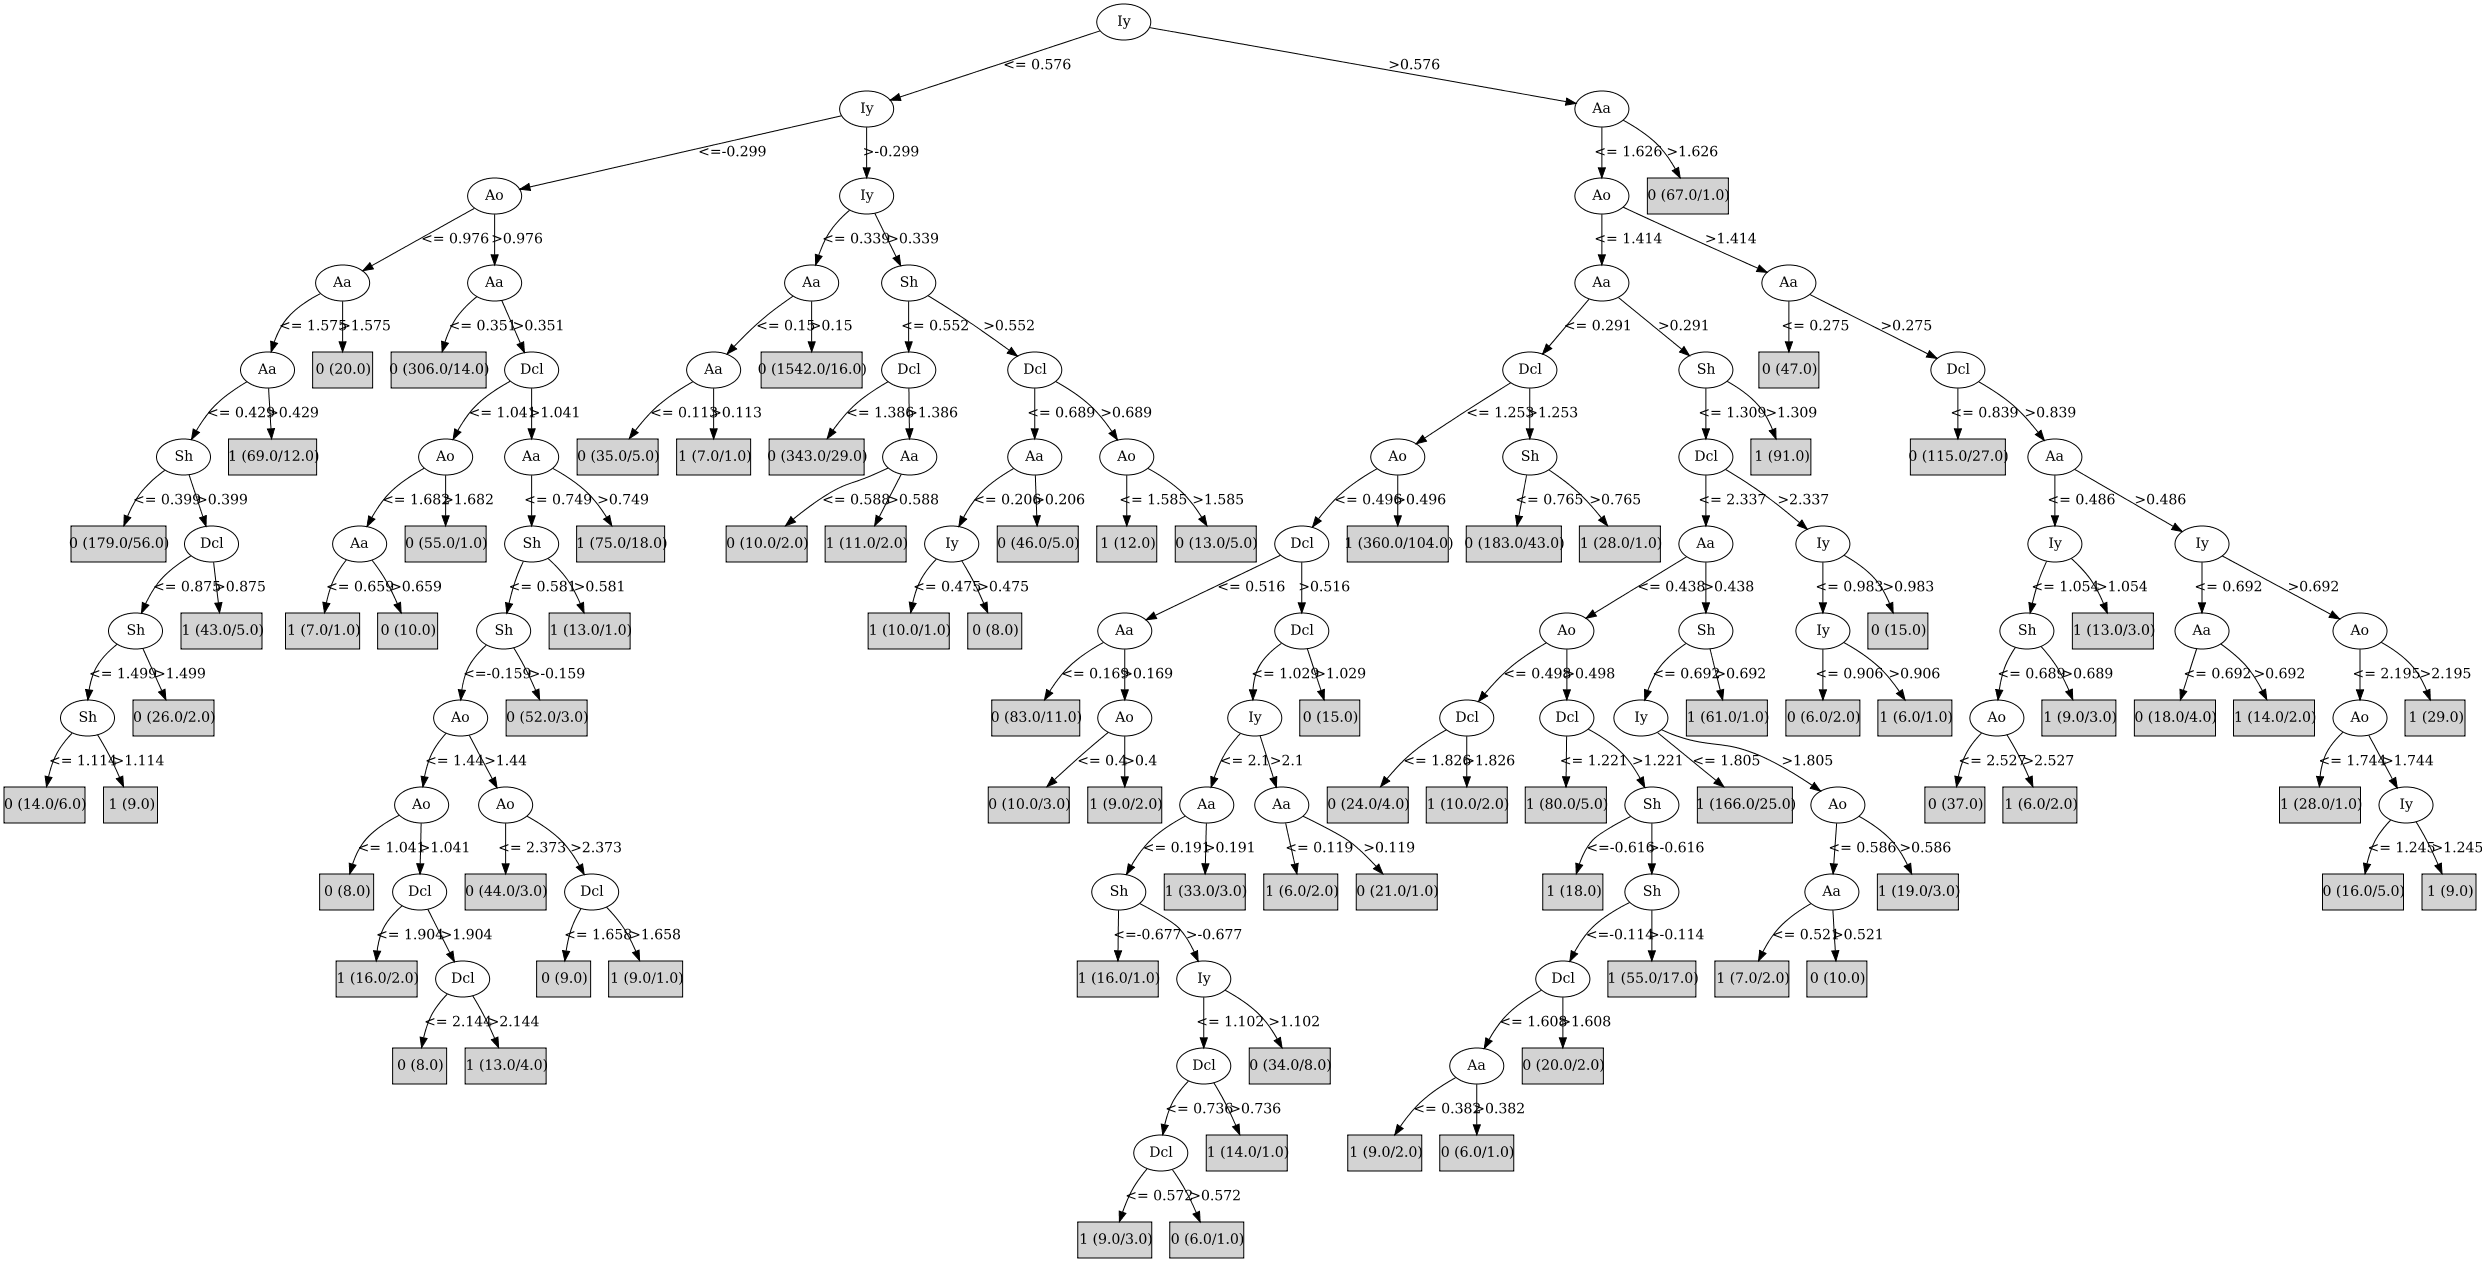 Iy
<= 0.576 >0.576
Iy Aa
<=-0.299 >-0.299 <= 1.626 >1.626
Ao Iy Ao 0 (67.0/1.0)
<= 0.976 >0.976 <= 0.339 >0.339 <= 1.414 >1.414
Aa Aa Aa Sh Aa Aa
<= 1.575 >1.575 <= 0.351 >0.351 <= 0.15 >0.15 <= 0.552 >0.552 <= 0.291 >0.291 <= 0.275 >0.275
Aa 0 (20.0) 0 (306.0/14.0) Dcl Aa 0 (1542.0/16.0) Dcl Dcl Dcl Sh 0 (47.0) Dcl
<= 0.429 >0.429 <= 1.041 >1.041 <= 0.113 >0.113 <= 1.386 >1.386 <= 0.689 >0.689 <= 1.253 >1.253 <= 1.309 >1.309 <= 0.839 >0.839
Sh 1 (69.0/12.0) Ao Aa 0 (35.0/5.0) 1 (7.0/1.0) 0 (343.0/29.0) Aa Aa Ao Ao Sh Dcl 1 (91.0) 0 (115.0/27.0) Aa
<= 0.399 >0.399 <= 1.682 >1.682 <= 0.749 >0.749 <= 0.588 >0.588 <= 0.206 >0.206 <= 1.585 >1.585 <= 0.496 >0.496 <= 0.765 >0.765 <= 2.337 >2.337 <= 0.486 >0.486
0 (179.0/56.0) Dcl Aa 0 (55.0/1.0) Sh 1 (75.0/18.0) 0 (10.0/2.0) 1 (11.0/2.0) Iy 0 (46.0/5.0) 1 (12.0) 0 (13.0/5.0) Dcl 1 (360.0/104.0) 0 (183.0/43.0) 1 (28.0/1.0) Aa Iy Iy Iy
<= 0.875 >0.875 <= 0.659 >0.659 <= 0.581 >0.581 <= 0.475 >0.475 <= 0.516 >0.516 <= 0.438 >0.438 <= 0.983 >0.983 <= 1.054 >1.054 <= 0.692 >0.692
Sh 1 (43.0/5.0) 1 (7.0/1.0) 0 (10.0) Sh 1 (13.0/1.0) 1 (10.0/1.0) 0 (8.0) Aa Dcl Ao Sh Iy 0 (15.0) Sh 1 (13.0/3.0) Aa Ao
<= 1.499 >1.499 <=-0.159 >-0.159 <= 0.169 >0.169 <= 1.029 >1.029 <= 0.498 >0.498 <= 0.692 >0.692 <= 0.906 >0.906 <= 0.689 >0.689 <= 0.692 >0.692 <= 2.195 >2.195
Sh 0 (26.0/2.0) Ao 0 (52.0/3.0) 0 (83.0/11.0) Ao Iy 0 (15.0) Dcl Dcl Iy 1 (61.0/1.0) 0 (6.0/2.0) 1 (6.0/1.0) Ao 1 (9.0/3.0) 0 (18.0/4.0) 1 (14.0/2.0) Ao 1 (29.0)
<= 1.114 >1.114 <= 1.44 >1.44 <= 0.4 >0.4 <= 2.1 >2.1 <= 1.826 >1.826 <= 1.221 >1.221 <= 1.805 >1.805 <= 2.527 >2.527 <= 1.744 >1.744
0 (14.0/6.0) 1 (9.0) Ao Ao 0 (10.0/3.0) 1 (9.0/2.0) Aa Aa 0 (24.0/4.0) 1 (10.0/2.0) 1 (80.0/5.0) Sh 1 (166.0/25.0) Ao 0 (37.0) 1 (6.0/2.0) 1 (28.0/1.0) Iy
<= 1.041 >1.041 <= 2.373 >2.373 <= 0.191 >0.191 <= 0.119 >0.119 <=-0.616 >-0.616 <= 0.586 >0.586 <= 1.245 >1.245
0 (8.0) Dcl 0 (44.0/3.0) Dcl Sh 1 (33.0/3.0) 1 (6.0/2.0) 0 (21.0/1.0) 1 (18.0) Sh Aa 1 (19.0/3.0) 0 (16.0/5.0) 1 (9.0)
<= 1.904 >1.904 <= 1.658 >1.658 <=-0.677 >-0.677 <=-0.114 >-0.114 <= 0.521 >0.521
1 (16.0/2.0) Dcl 0 (9.0) 1 (9.0/1.0) 1 (16.0/1.0) Iy Dcl 1 (55.0/17.0) 1 (7.0/2.0) 0 (10.0)
<= 2.144 >2.144 <= 1.102 >1.102 <= 1.608 >1.608
0 (8.0) 1 (13.0/4.0) Dcl 0 (34.0/8.0) Aa 0 (20.0/2.0)
<= 0.736 >0.736 <= 0.382 >0.382
Dcl 1 (14.0/1.0) 1 (9.0/2.0) 0 (6.0/1.0)
<= 0.572 >0.572
1 (9.0/3.0) 0 (6.0/1.0)